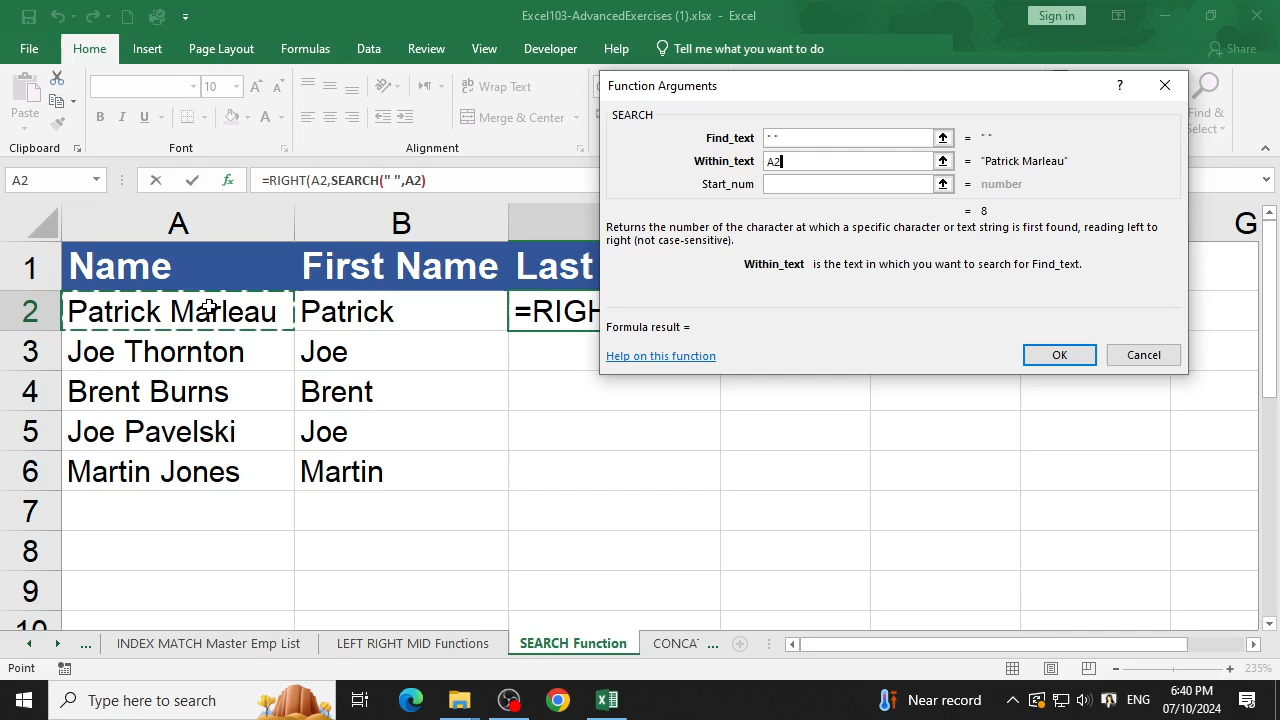 Excel103-AdvancedExercises (1).xlsx - Excel
Sign in
File Home Insert Page Layout Formulas Data Review View Developer Help Tell me what you want to do Share
Paste
10
B I U
Wrap Text
Merge & Center
Find &
Select
Clipboard Font Alignment
A2
=RIGHT(A2,SEARCH(" ",A2)
Function Arguments
SEARCH
Find_text " " = " "
Within_text A2 = "Patrick Marleau"
Start_num = number
= 8
Returns the number of the character at which a specific character or text string is first found, reading left to
right (not case-sensitive).
Within_text is the text in which you want to search for Find_text.
Formula result =
Help on this function
OK Cancel
A B G
1 Name First Name Last
2 Patrick Marleau Patrick =RIGH
3 Joe Thornton Joe
4 Brent Burns Brent
5 Joe Pavelski Joe
6 Martin Jones Martin
7
8
9
10
... INDEX MATCH Master Emp List LEFT RIGHT MID Functions SEARCH Function CONCAT ...
Point
235%
Type here to search
Near record
ENG
6:40 PM
07/10/2024